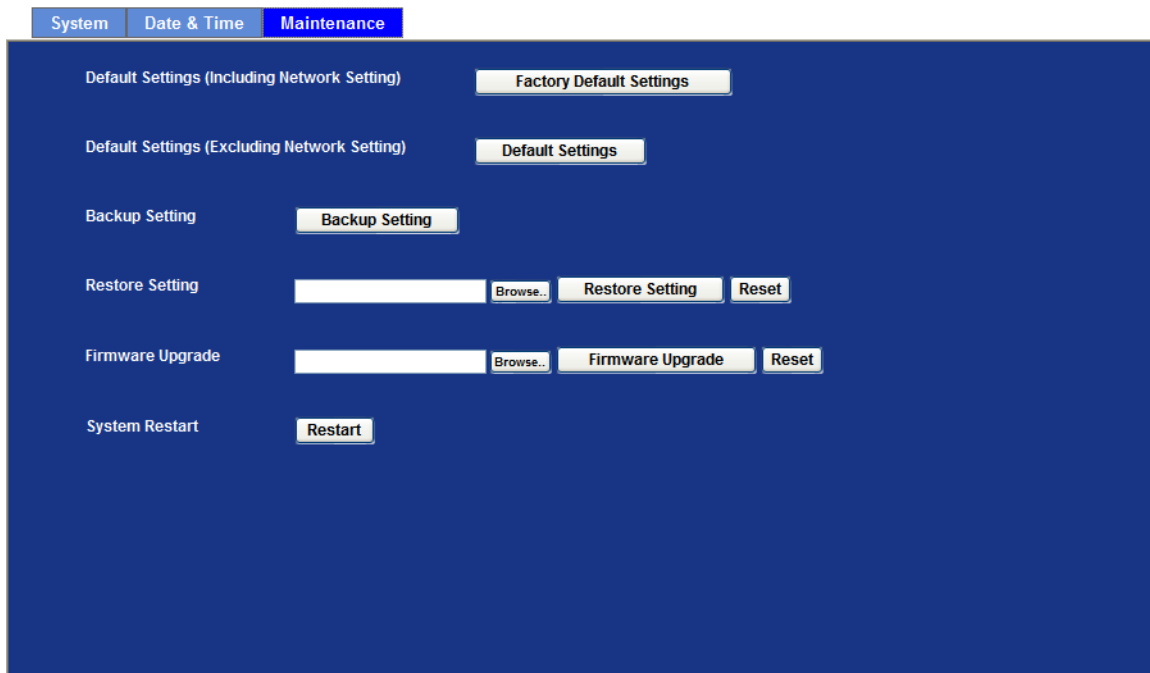 System Date & Time Maintenance
Default Settings (Including Network Setting) Factory Default Settings
Default Settings (Excluding Network Setting) Default Settings
Backup Setting Backup Setting
Restore Setting Browse.. Restore Setting Reset
Firmware Upgrade Browse.. Firmware Upgrade Reset
System Restart Restart